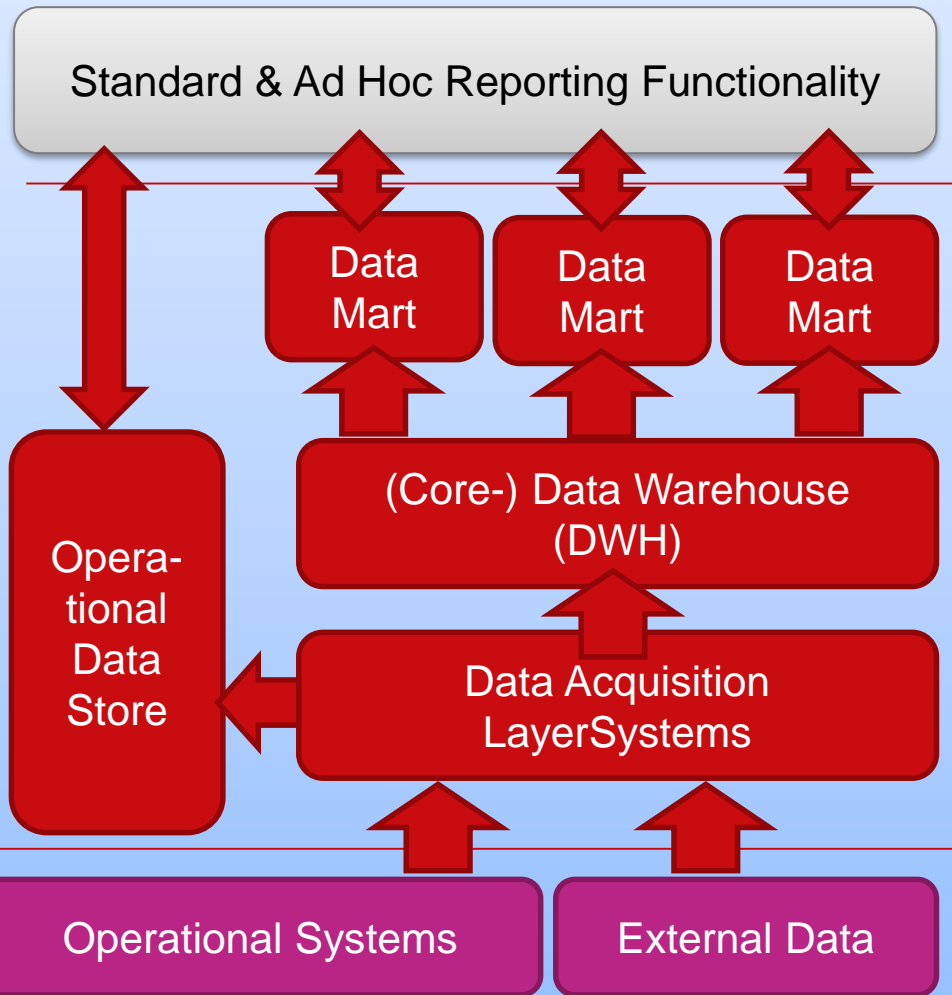 Standard & Ad Hoc Reporting Functionality
Data
Mart
Data
Mart
Data
Mart
(Core-) Data Warehouse
(DWH)
Opera-
tional
Data
Store
Data Acquisition
LayerSystems
Operational Systems
External Data